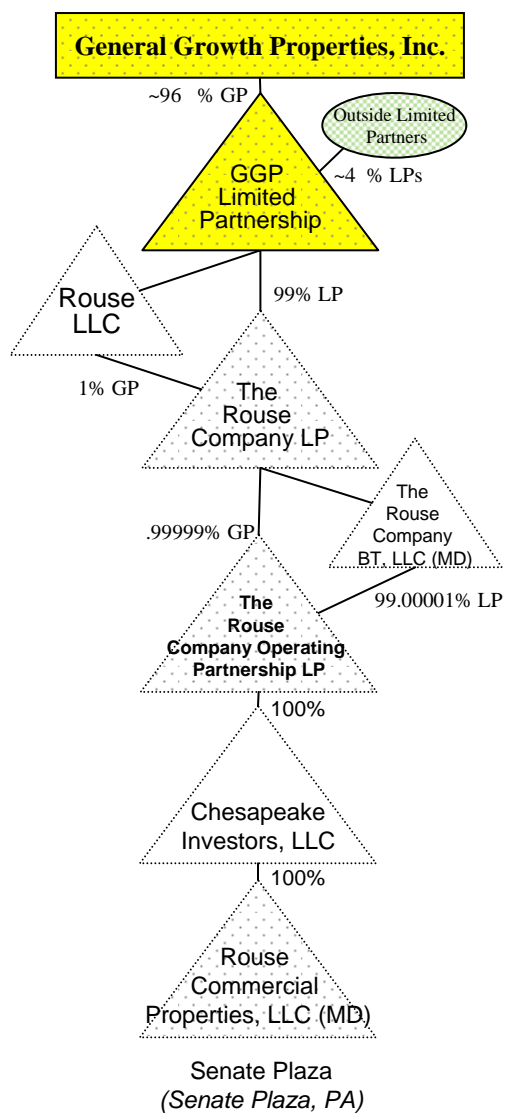 General Growth Properties, Inc.
~96 % GP
Outside Limited
Partners
GGP
Limited
Partnership
~4 % LPs
Rouse
LLC
99% LP
1% GP
The
Rouse
Company LP
The
Rouse
Company
BT, LLC (MD)
.99999% GP
99.00001% LP
The
Rouse
Company Operating
Partnership LP
100%
Chesapeake
Investors, LLC
100%
Rouse
Commercial
Properties, LLC (MD)
Senate Plaza
(Senate Plaza, PA)